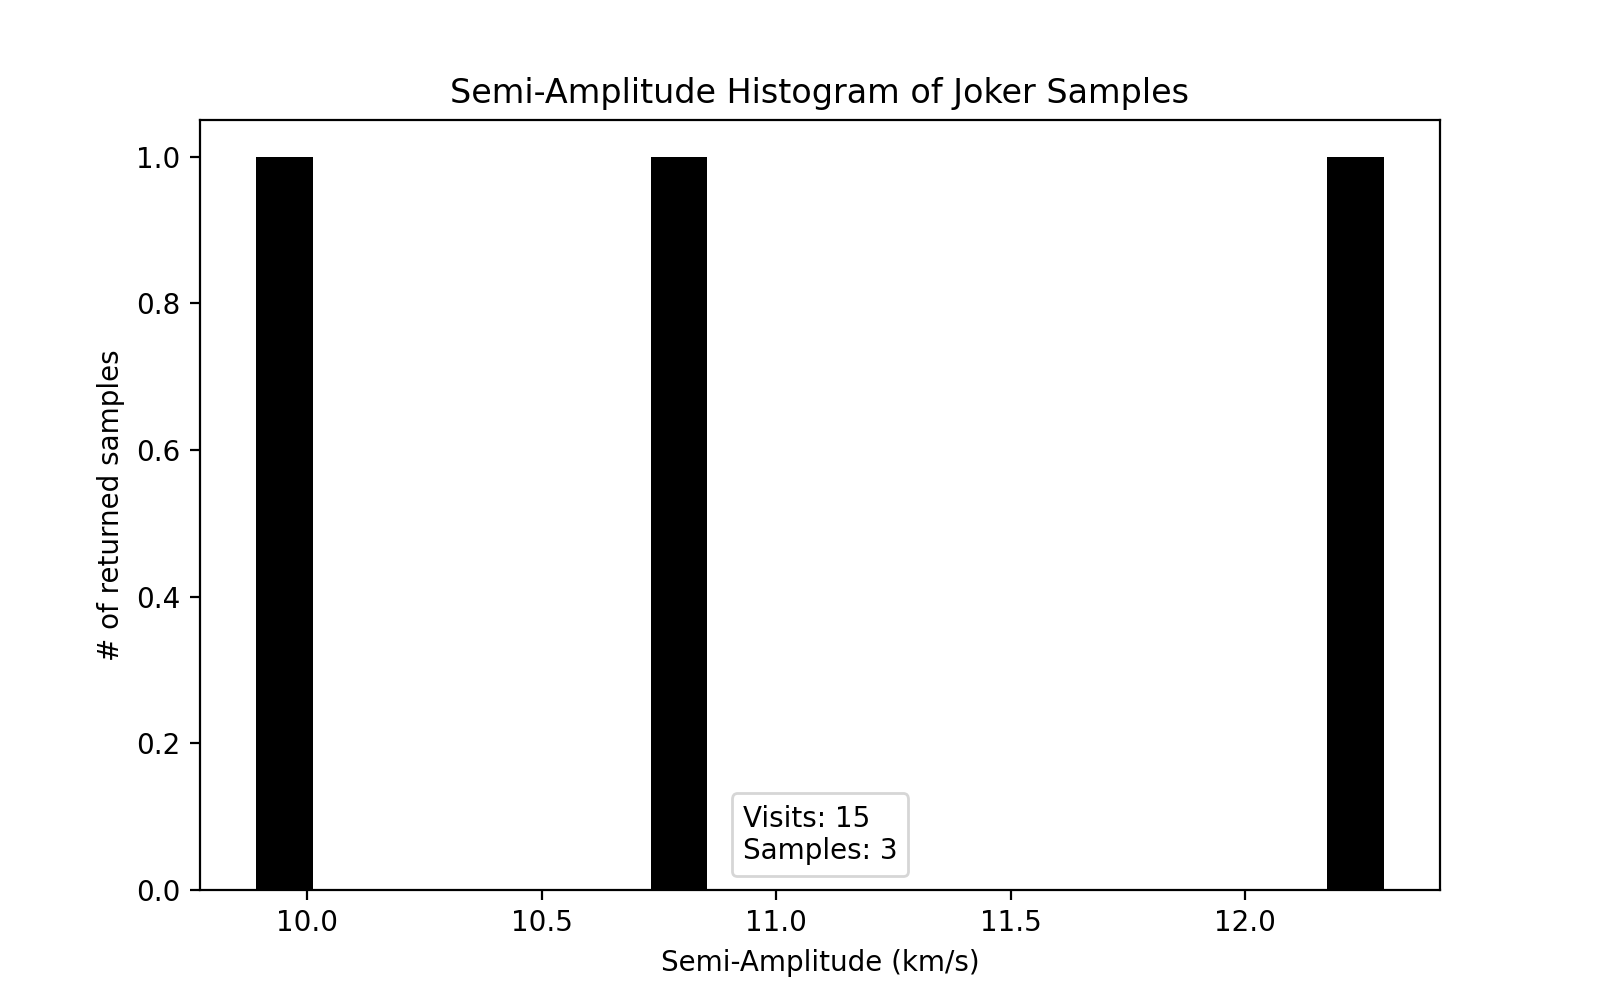 Semi-Amplitude Histogram of Joker Samples
# of returned samples
1.0
0.8
0.6
0.4
0.2
0.0
Visits: 15
Samples: 3
10.0 10.5 11.0 11.5 12.0
Semi-Amplitude (km/s)